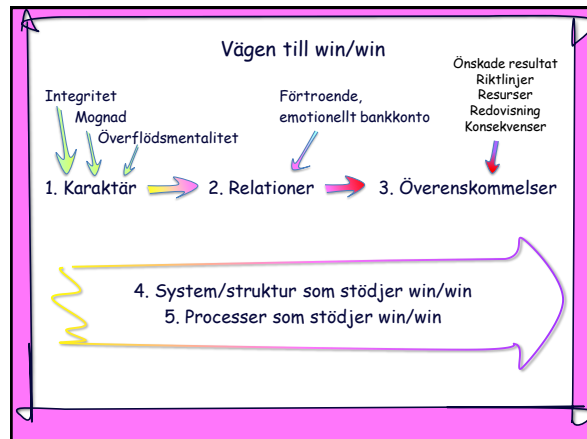 Vägen till win/win
Integritet
Mognad
Överflödsmentalitet
Förtroende,
emotionellt bankkonto
Önskade resultat
Riktlinjer
Resurser
Redovisning
Konsekvenser
1. Karaktär
2. Relationer
3. Överenskommelser
4. System/struktur som stödjer win/win
5. Processer som stödjer win/win